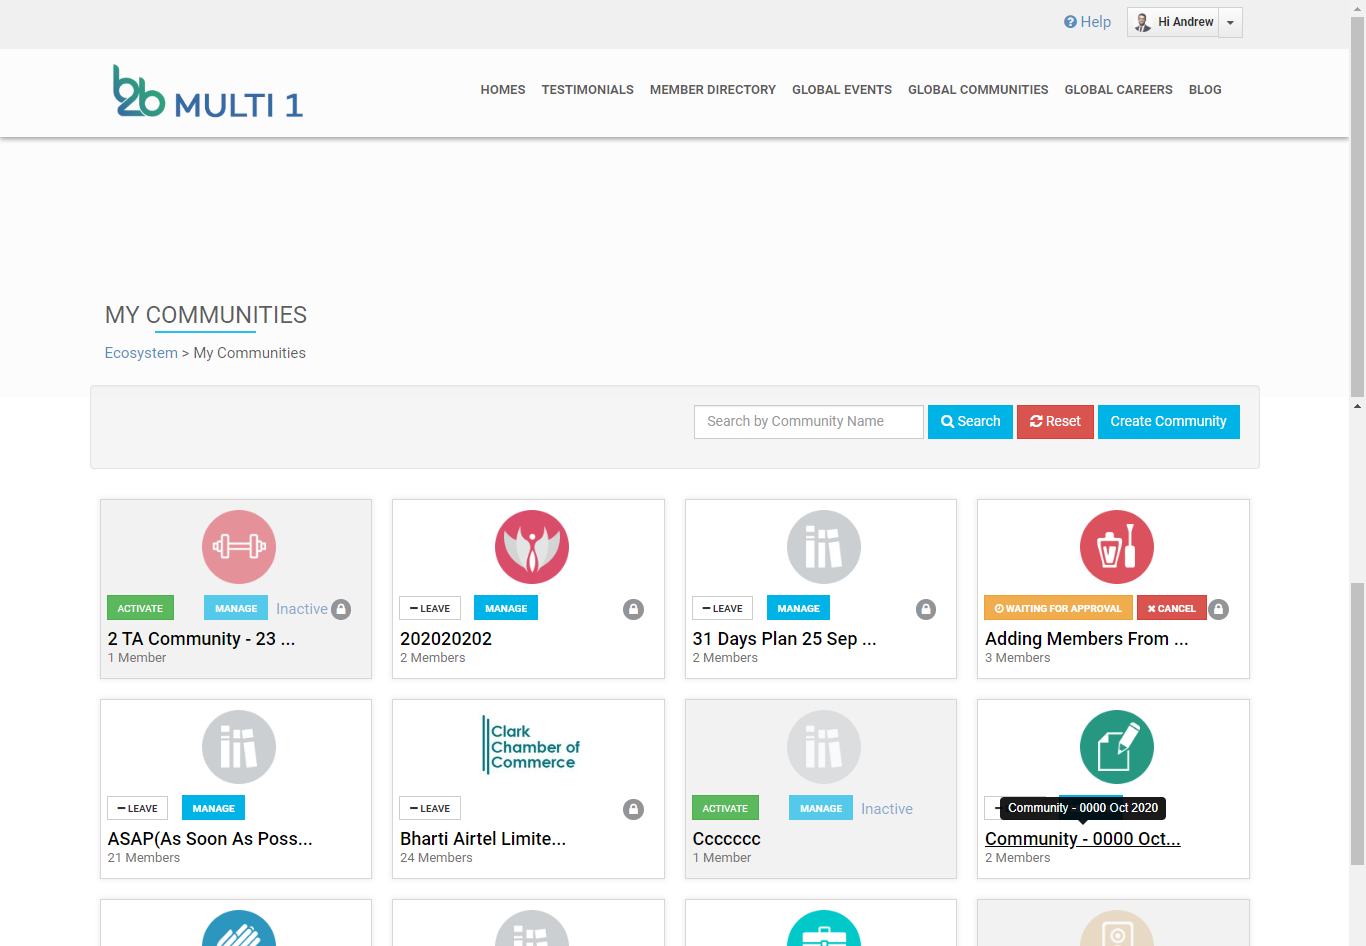 Help
Hi Andrew
b2b MULTI 1
HOMES TESTIMONIALS MEMBER DIRECTORY GLOBAL EVENTS GLOBAL COMMUNITIES GLOBAL CAREERS BLOG
MY COMMUNITIES
Ecosystem > My Communities
Search by Community Name
Search
Reset
Create Community
ACTIVATE
MANAGE
Inactive
2 TA Community - 23 ...
1 Member
LEAVE
MANAGE
202020202
2 Members
LEAVE
MANAGE
31 Days Plan 25 Sep ...
2 Members
WAITING FOR APPROVAL
CANCEL
Adding Members From ...
3 Members
LEAVE
MANAGE
ASAP(As Soon As Poss...
21 Members
Clark
Chamber of
Commerce
LEAVE
Bharti Airtel Limite...
24 Members
ACTIVATE
MANAGE
Inactive
Ccccccc
1 Member
Community - 0000 Oct 2020
Community - 0000 Oct...
2 Members